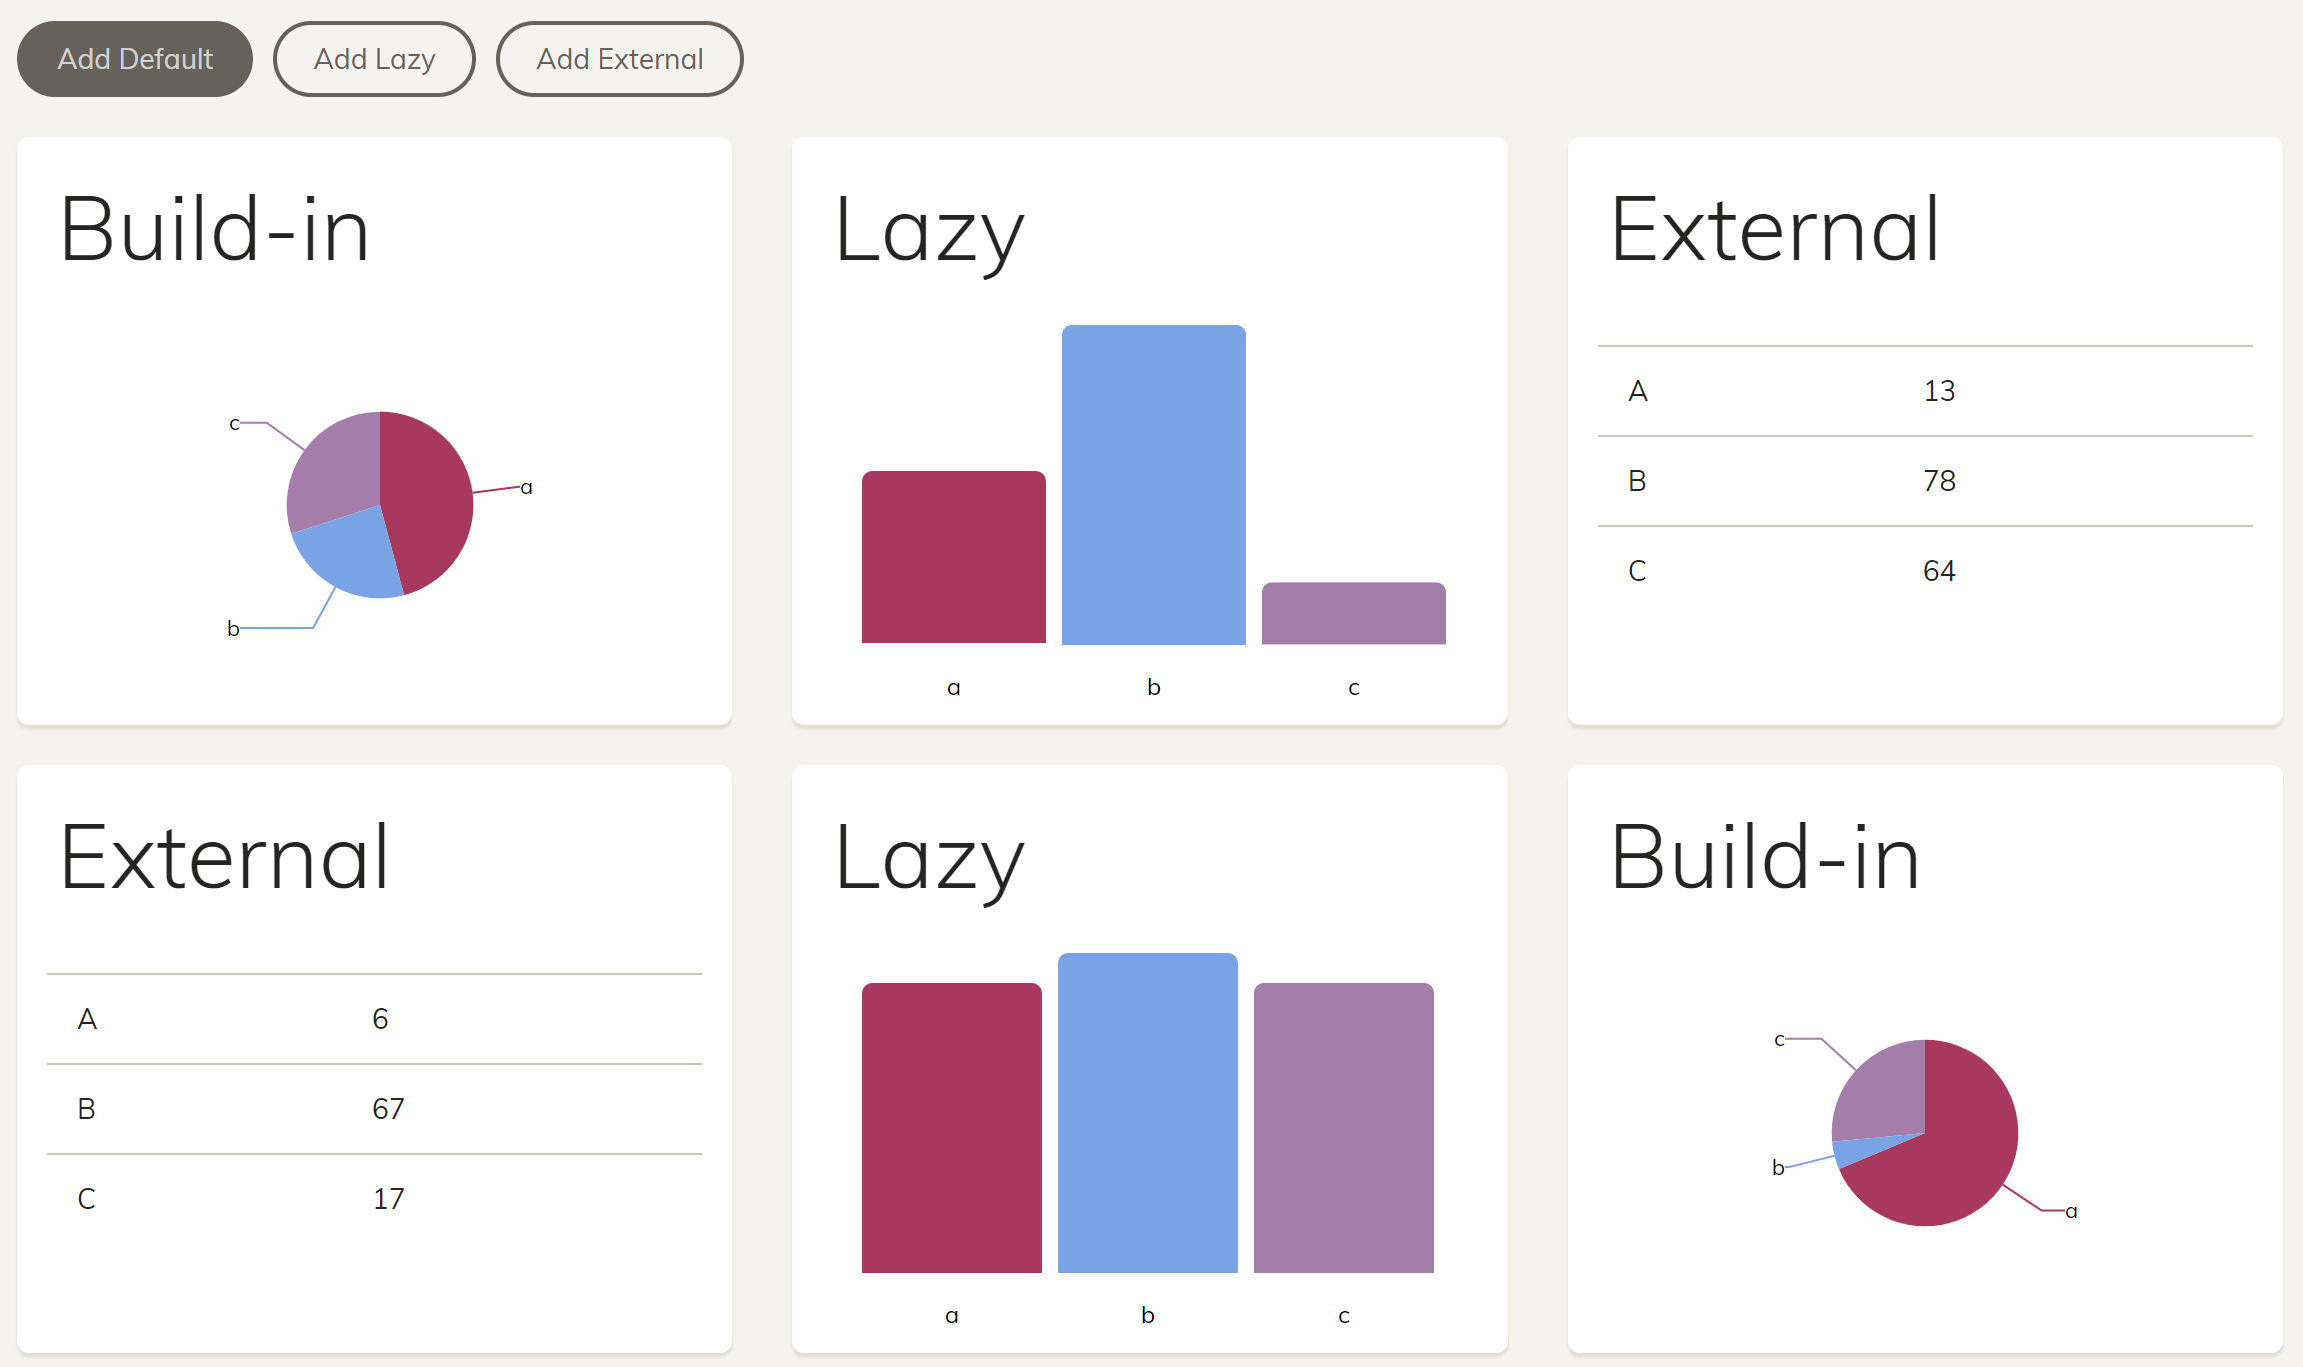 Add Default
Add Lazy
Add External
Build-in
c
a
b
Lazy
a
b
c
External
A 13
B 78
C 64
External
A 6
B 67
C 17
Lazy
a
b
c
Build-in
c
b
a